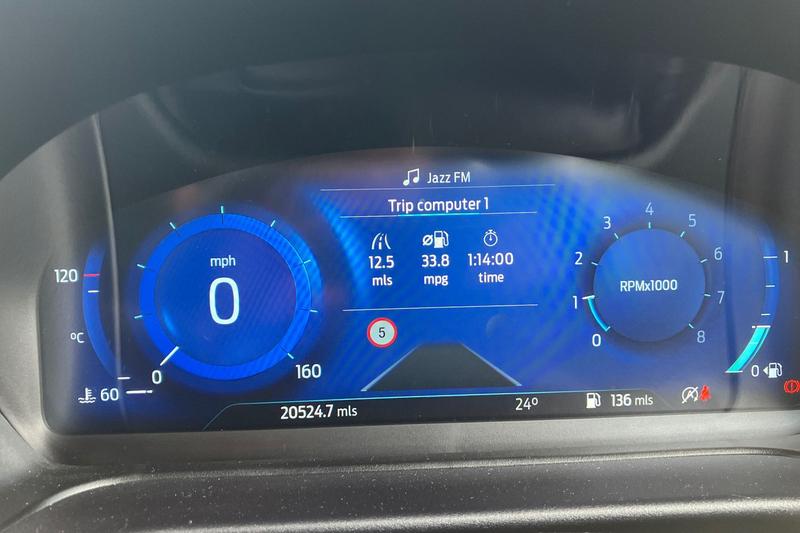 Jazz FM
Trip computer 1
12.5 33.8 1:14:00
mls mpg time
mph
0
120
ºC
60
0 160
5
RPMx1000
0 1 2 3 4 5 6 7 8
1
0
20524.7 mls 24º 136 mls